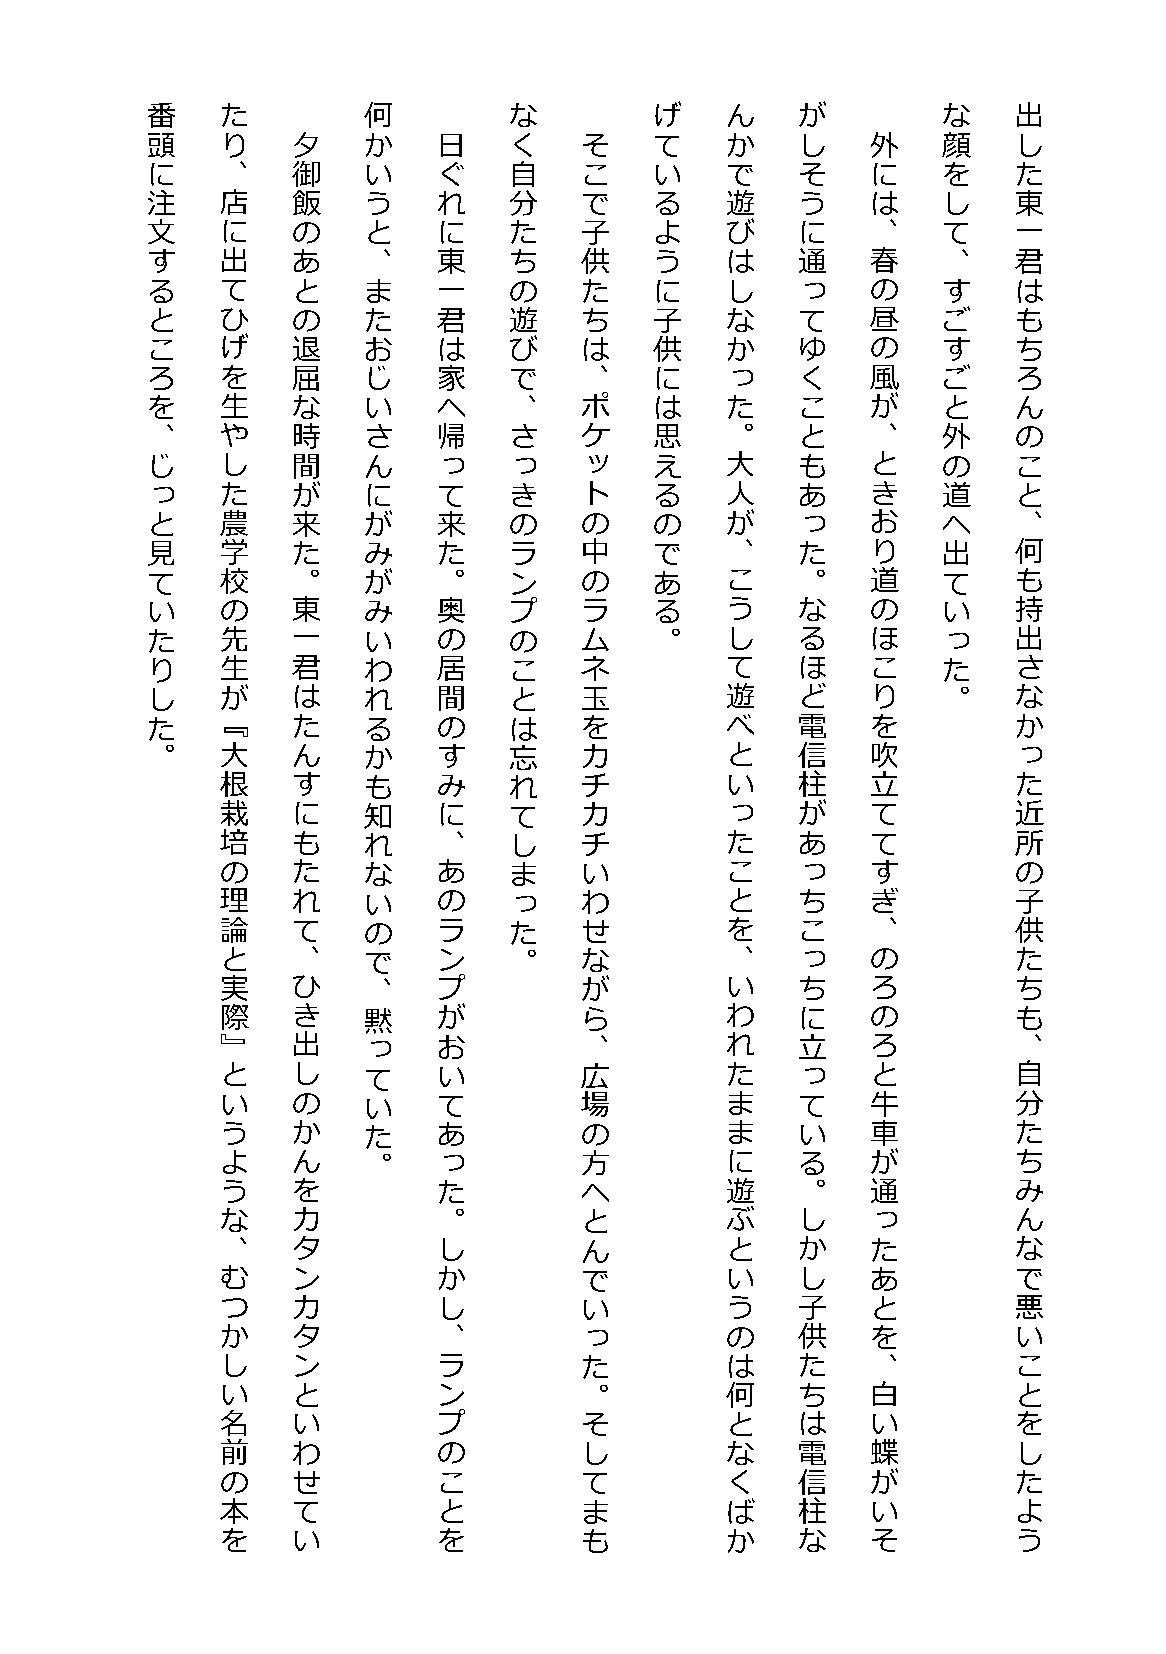 出した東一君はもちろんのこと、何も持出さなかった近所の子供たちも、自分たちみんなで悪いことをしたよう
な顔をして、すごすごと外の道へ出ていった。
外には、春の昼の風が、ときおり道のほこりを吹立ててすぎ、のろのろと牛車が通ったあとを、白い蝶がいそ
がしそうに通ってゆくこともあった。なるほど電信柱があっちこっちに立っている。しかし子供たちは電信柱な
んかで遊びはしなかった。大人が、こうして遊べといったことを、いわれたままに遊ぶというのは何となくばか
げているように子供には思えるのである。
そこで子供たちは、ポケットの中のラムネ玉をカチカチいわせながら、広場の方へとんでいった。そしてまも
なく自分たちの遊びで、さっきのランプのことは忘れてしまった。
日ぐれに東一君は家へ帰って来た。奥の居間のすみに、あのランプがおいてあった。しかし、ランプのことを
何かいうと、またおじいさんにがみがみいわれるかも知れないので、黙っていた。
夕御飯のあとの退屈な時間が来た。東一君はたんすにもたれて、ひき出しのかんをカタンカタンといわせてい
たり、店に出てひげを生やした農学校の先生が『大根栽培の理論と実際』というような、むつかしい名前の本を
番頭に注文するところを、じっと見ていたりした。